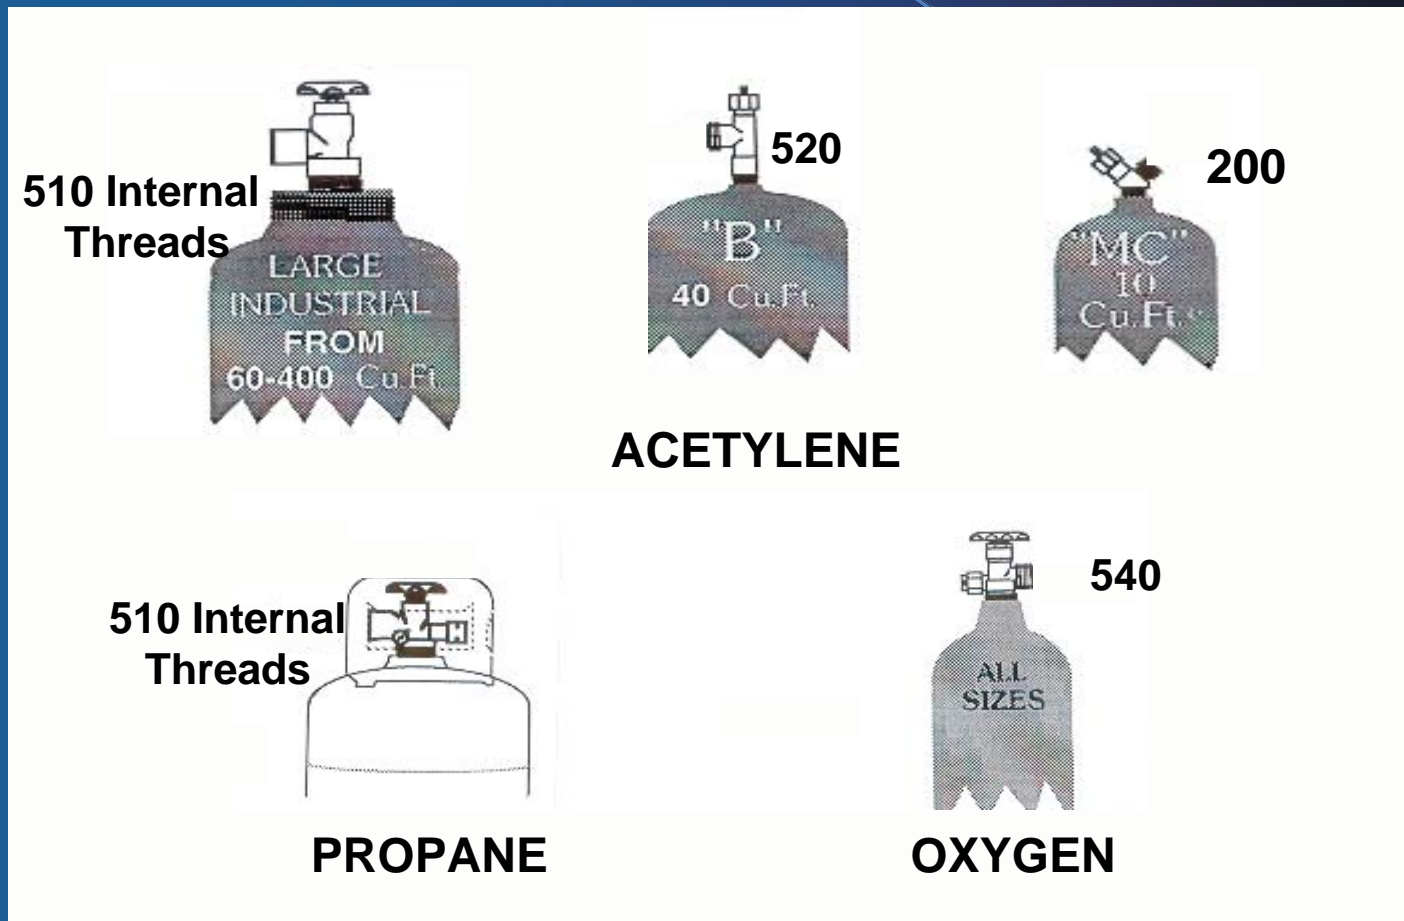 510 Internal
Threads
LARGE
INDUSTRIAL
FROM
60-400 Cu.Ft.
520
"B"
40 Cu.Ft.
200
"MC"
10
Cu.Ft.
ACETYLENE
510 Internal
Threads
PROPANE
540
ALL
SIZES
OXYGEN